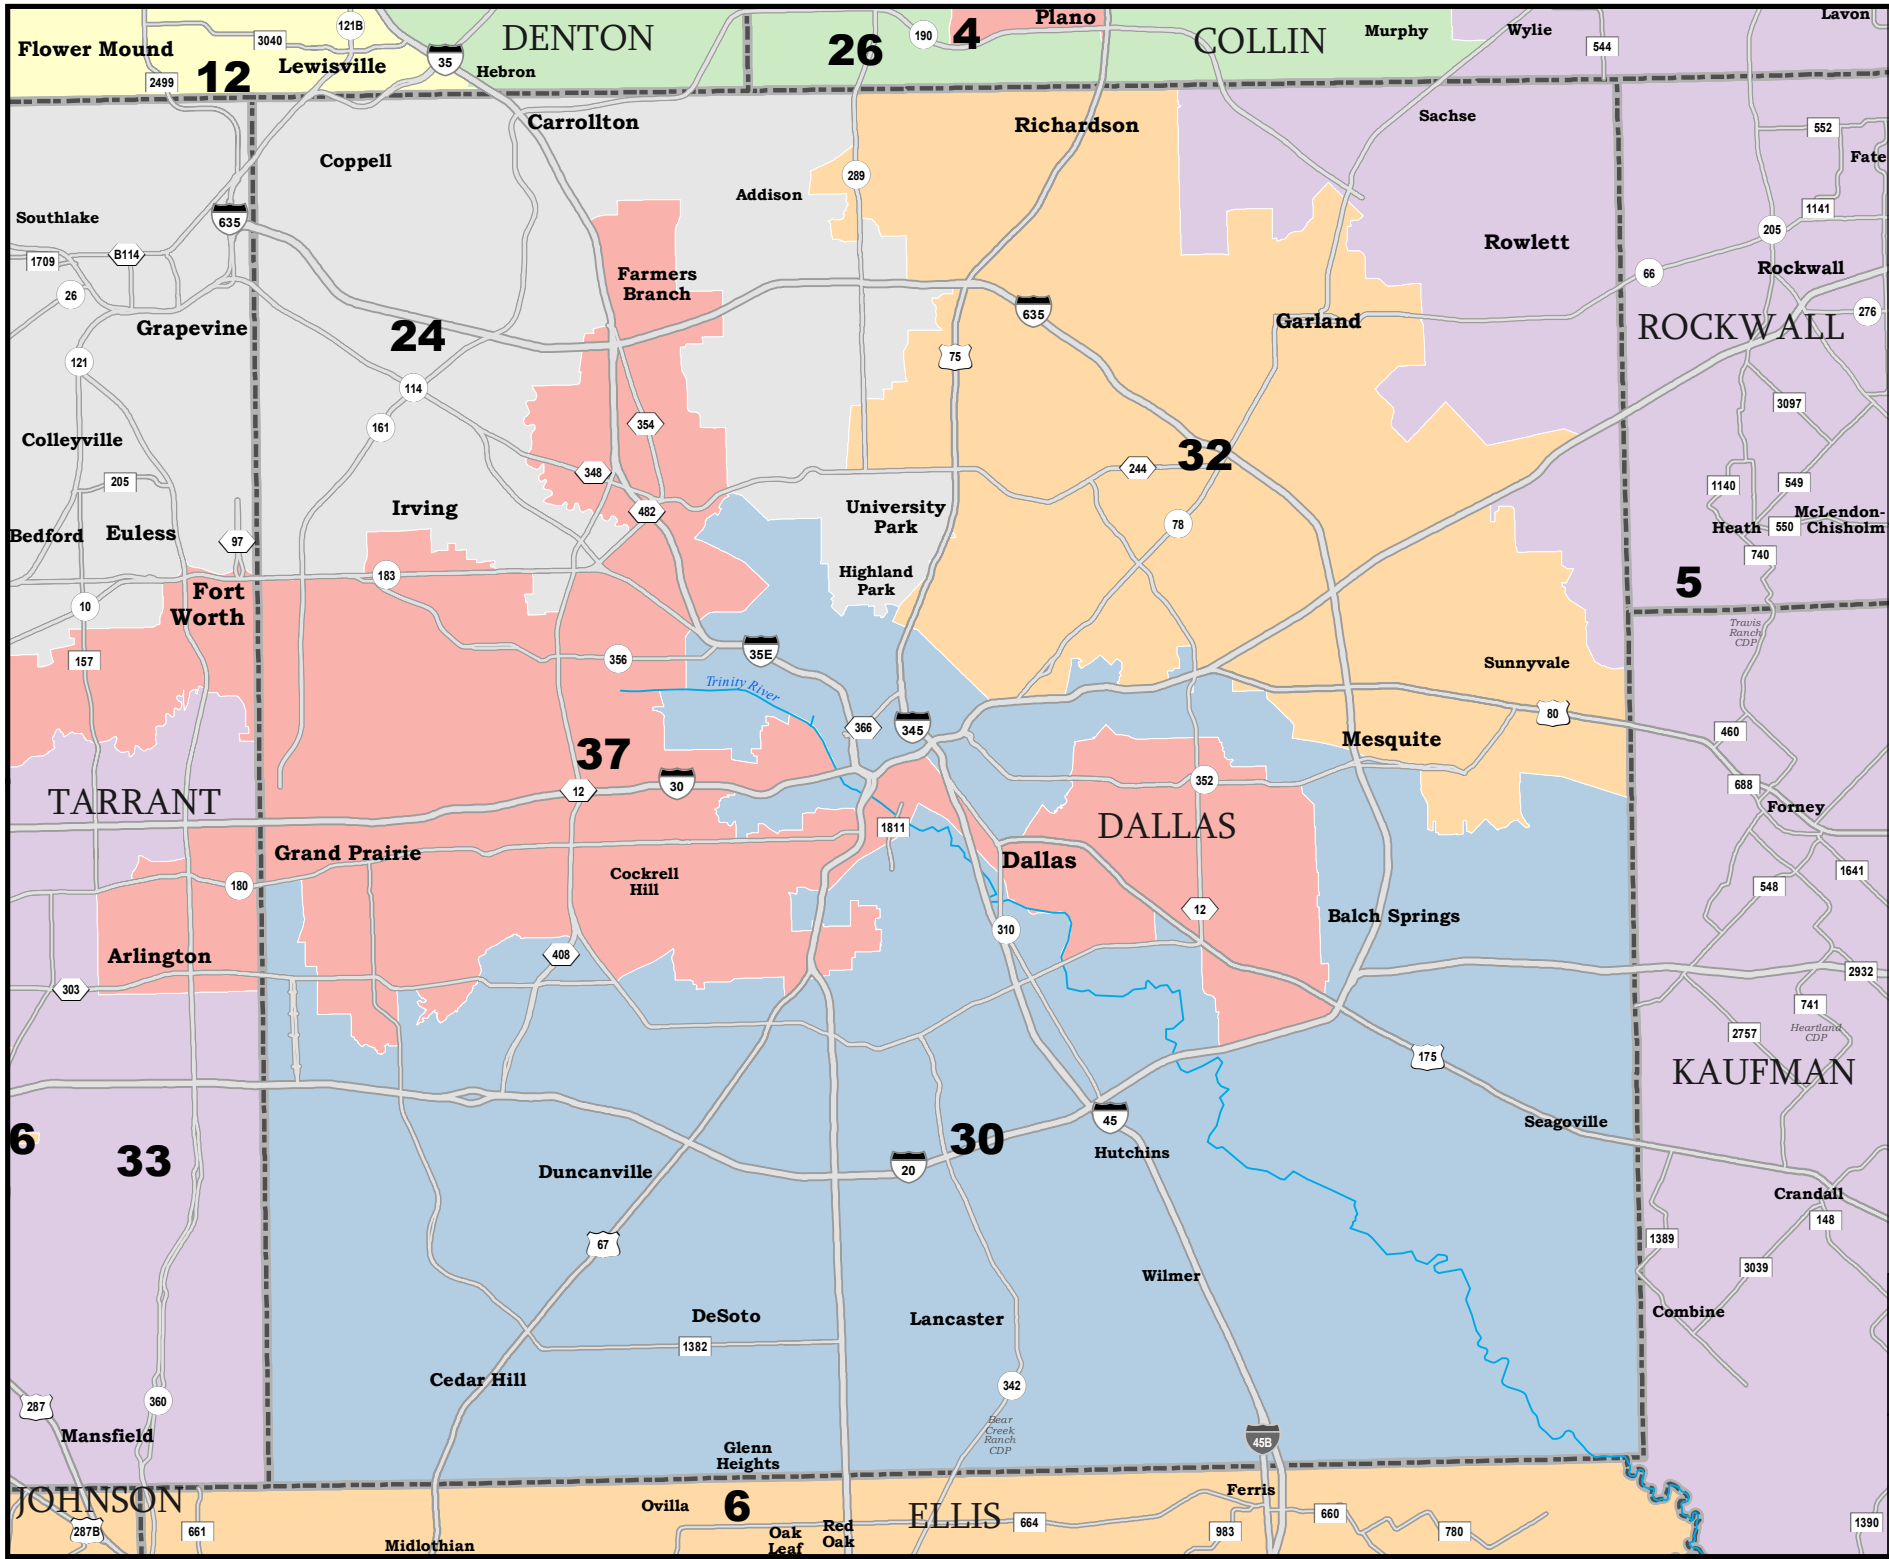 Flower Mound
3040
121B
DENTON
26
190
4
Plano
COLLIN
Murphy
Wylie
544
Lavon
12
Lewisville
2499
35
Hebron
Carrollton
Richardson
Sachse
552
Fate
Coppell
289
Addison
1141
Southlake
635
205
Rowlett
1709
B114
66
Rockwall
26
Farmers
Branch
635
276
Grapevine
24
Garland
ROCKWALL
121
75
114
3097
161
354
Colleyville
32
348
244
205
1140
549
Irving
482
University
Park
78
Heath
550
McLendon-
Chisholm
Bedford
Euless
97
740
183
Highland
Park
5
Fort
Worth
10
Travis
Ranch
CDP
157
356
35E
Sunnyvale
Trinity River
366
345
80
460
37
Mesquite
12
30
352
688
TARRANT
Forney
1811
DALLAS
Grand Prairie
Dallas
Cockrell
Hill
1641
180
548
12
Balch Springs
310
Arlington
408
2932
303
741
2757
Heartland
CDP
175
KAUFMAN
45
6
33
30
Seagoville
Hutchins
20
Duncanville
Crandall
148
67
1389
3039
Wilmer
Combine
DeSoto
Lancaster
1382
Cedar Hill
342
287
360
Bear
Creek
Ranch
CDP
Mansfield
45B
Glenn
Heights
JOHNSON
6
Ovilla
ELLIS
Ferris
287B
661
664
660
1390
983
780
Oak
Leaf
Red
Oak
Midlothian